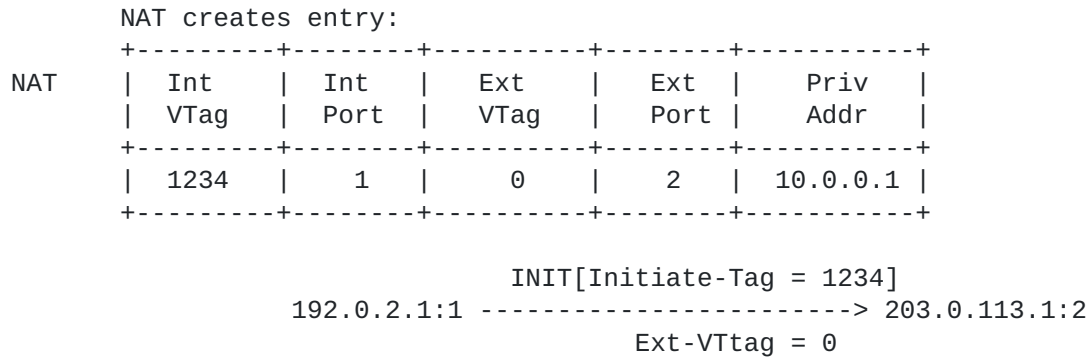 NAT creates entry:
+---------+--------+----------+--------+-----------+
NAT | Int | Int | Ext | Ext | Priv |
| VTag | Port | VTag | Port | Addr |
+---------+--------+----------+--------+-----------+
| 1234 | 1 | 0 | 2 | 10.0.0.1 |
+---------+--------+----------+--------+-----------+
INIT[Initiate-Tag = 1234]
192.0.2.1:1 ------------------------> 203.0.113.1:2
Ext-VTtag = 0